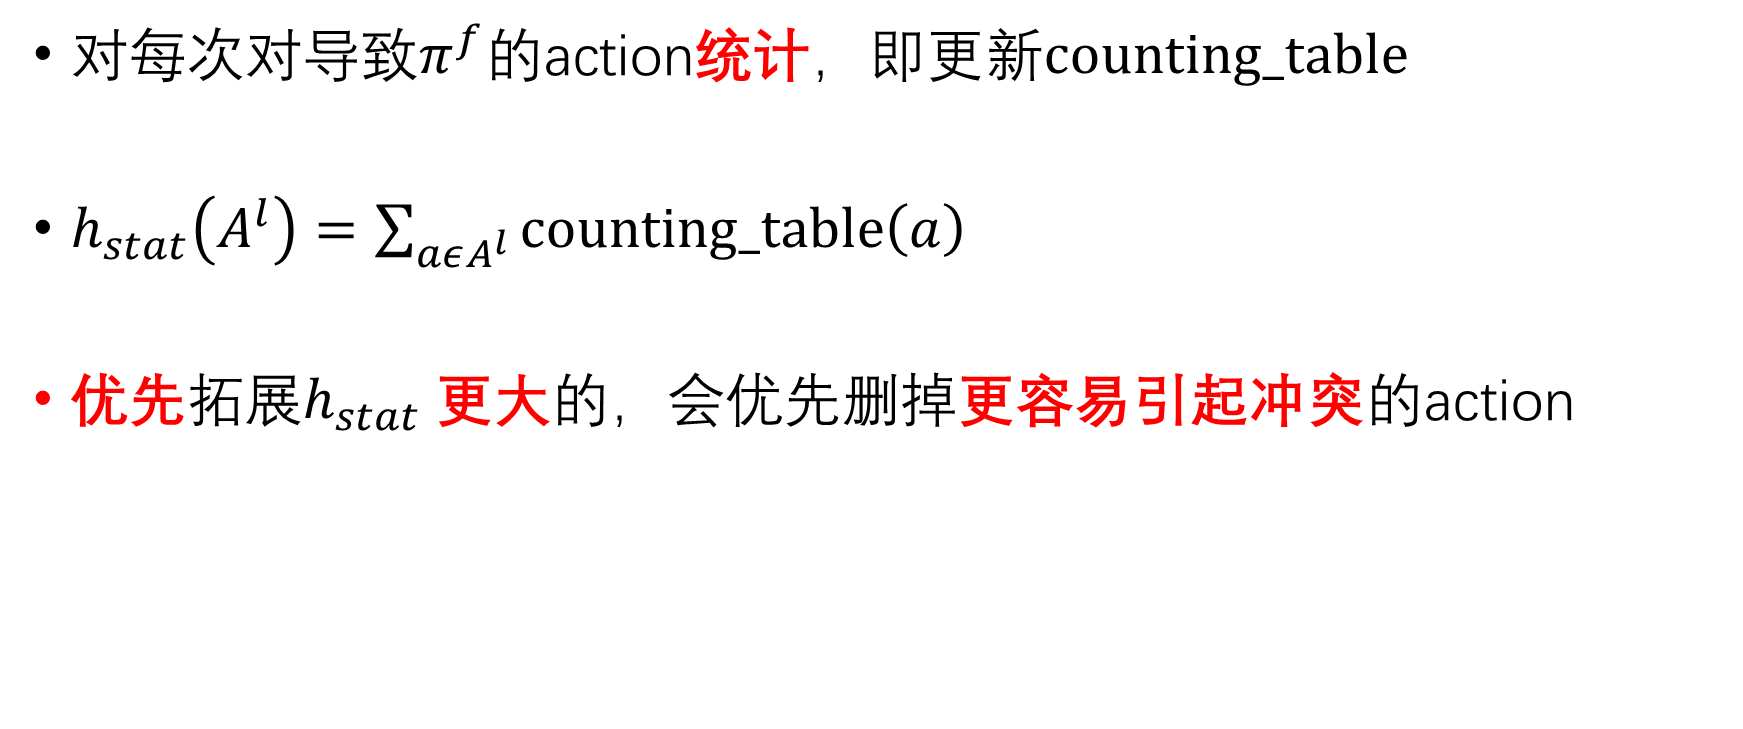 • 对每次对导致π^f的action统计，即更新counting_table
• h_stat(A^l) = ∑_{aϵA^l} counting_table(a)
• 优先拓展h_stat 更大的，会优先删掉更容易引起冲突的action